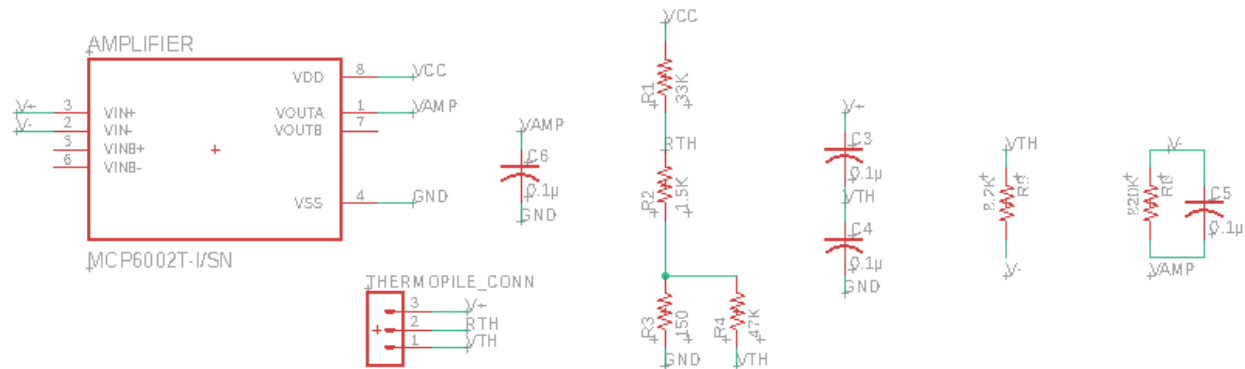 AMPLIFIER
V+ 3 VIN+
V- 2 VIN-
5 VINB+
6 VINB-
VDD 8 VCC
VOUTA 1 VAMP
VOUTB 7
VSS 4 GND
MCP6002T-I/SN
VAMP
C6
0.1µ
GND
THERMOPILE_CONN
3 V+
2 RTH
1 VTH
VCC
R1 33K
RTH
R2 1.5K
R3 150
R4 47K
GND
VTH
V+
C3
0.1µ
VTH
C4
0.1µ
GND
VTH
8.2K
V-
V-
820K
C5
0.1µ
VAMP